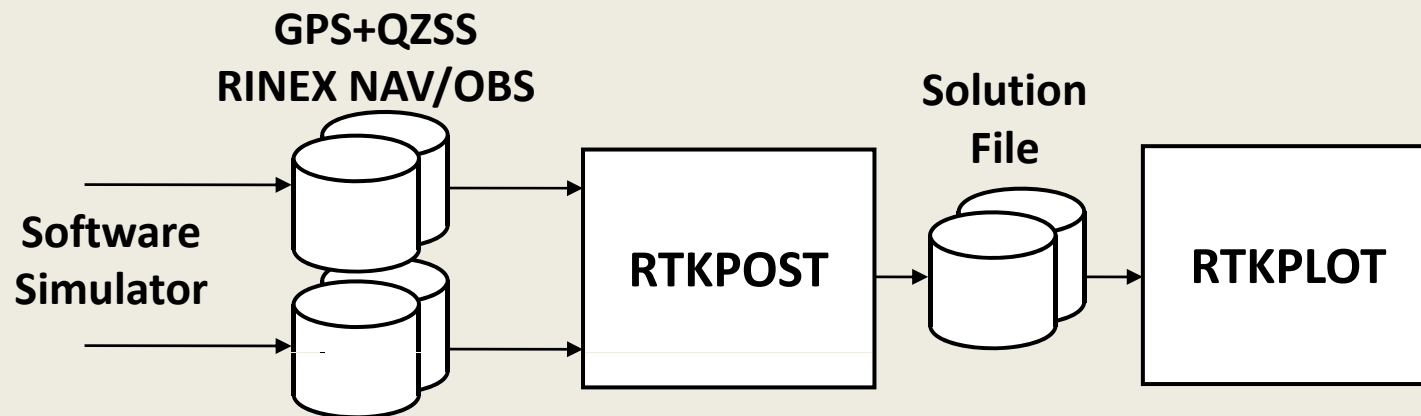 GPS+QZSS
RINEX NAV/OBS
Solution
File
Software
Simulator
RTKPOST
RTKPLOT